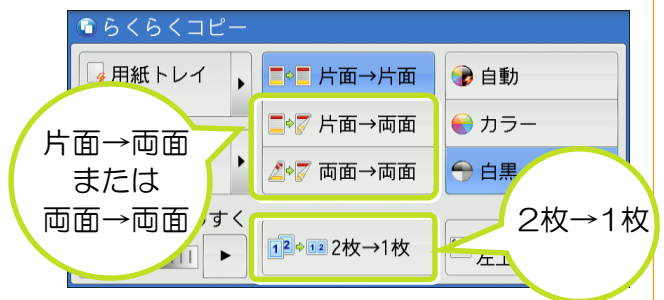 らくらくコピー
用紙トレイ
片面→片面
自動
片面→両面
カラー
両面→両面
白黒
片面→両面
または
両面→両面
すく
2枚→1枚
2枚→1枚
左上